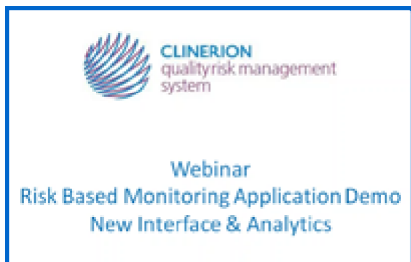 CLINERION
qualityrisk management
system
Webinar
Risk Based Monitoring Application Demo
New Interface & Analytics